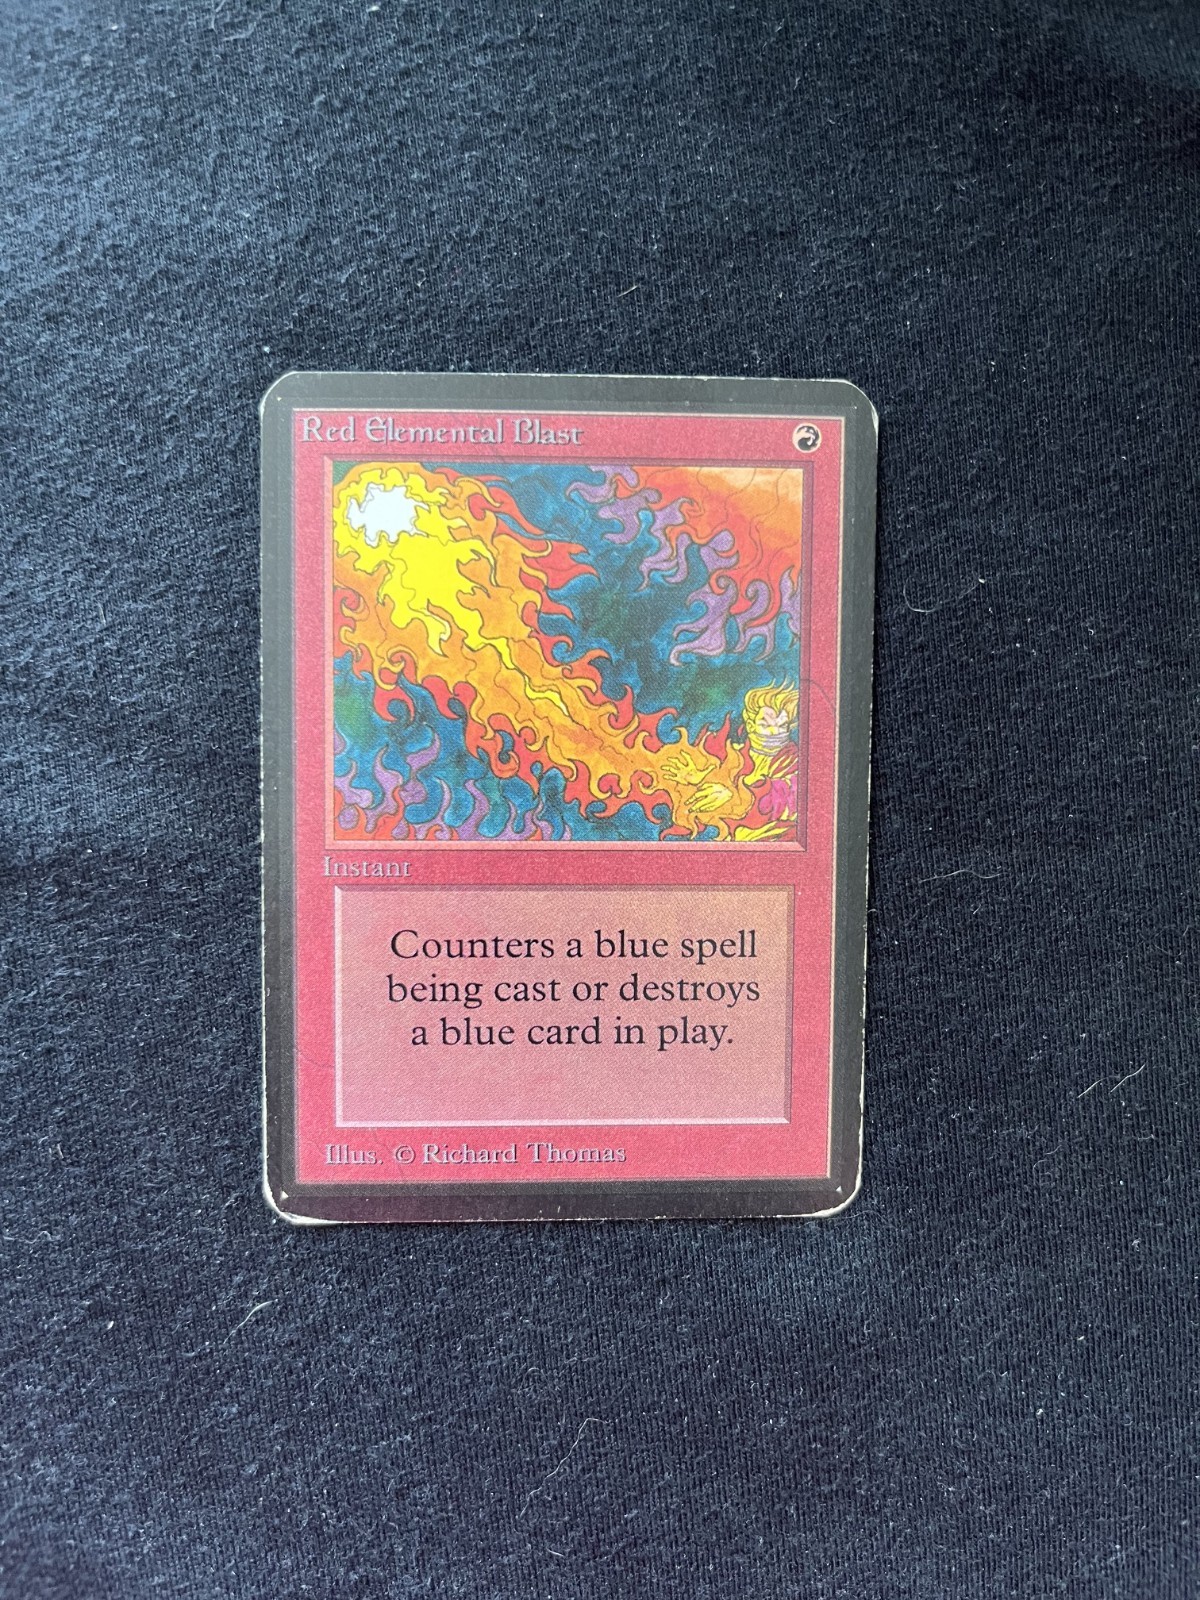 Red Elemental Blast
Instant
Counters a blue spell
being cast or destroys
a blue card in play.
Illus. © Richard Thomas